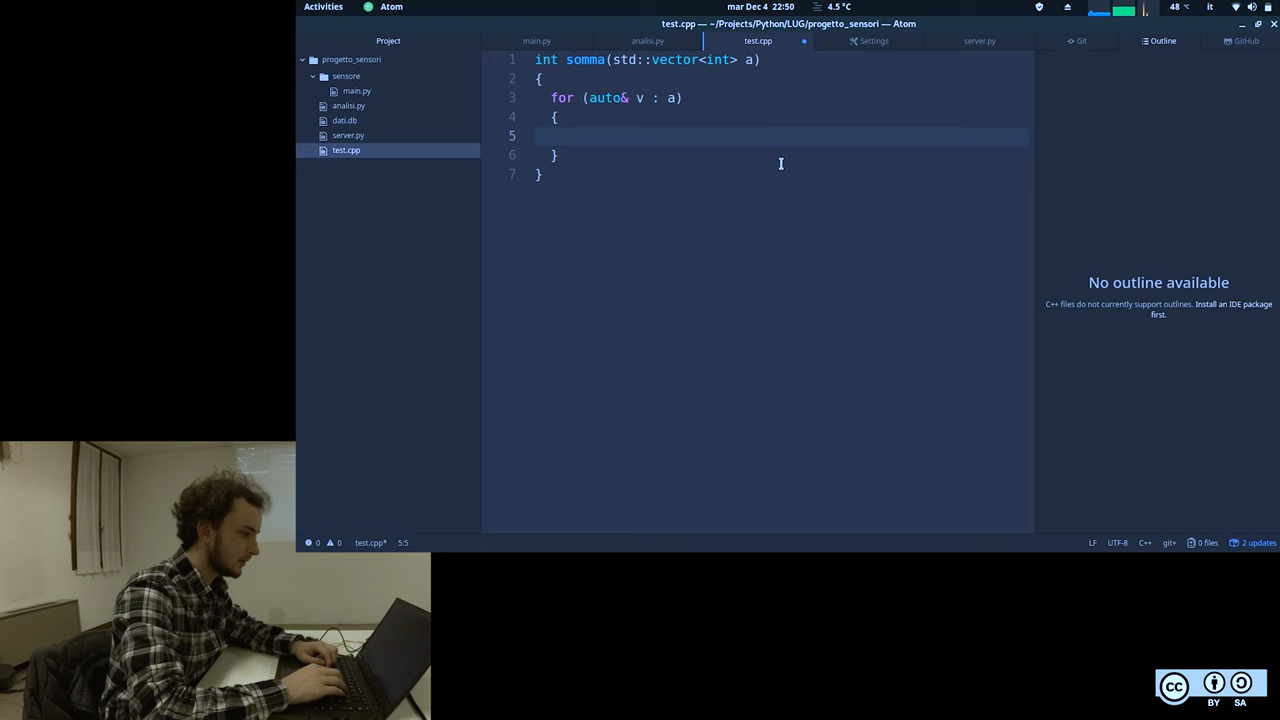 Activities Atom mar Dec 4 22:50 4.5 °C 48 °C it
test.cpp — ~/Projects/Python/LUG/progetto_sensori — Atom
Project main.py analisi.py test.cpp Settings server.py Git Outline GitHub
progetto_sensori
sensore
main.py
analisi.py
dati.db
server.py
test.cpp
1 int somma(std::vector<int> a)
2 {
3 for (auto& v : a)
4 {
5
6 }
7 }
No outline available
C++ files do not currently support outlines. Install an IDE package
first.
0 0 test.cpp* 5:5 LF UTF-8 C++ git+ 0 files 2 updates
cc
BY SA